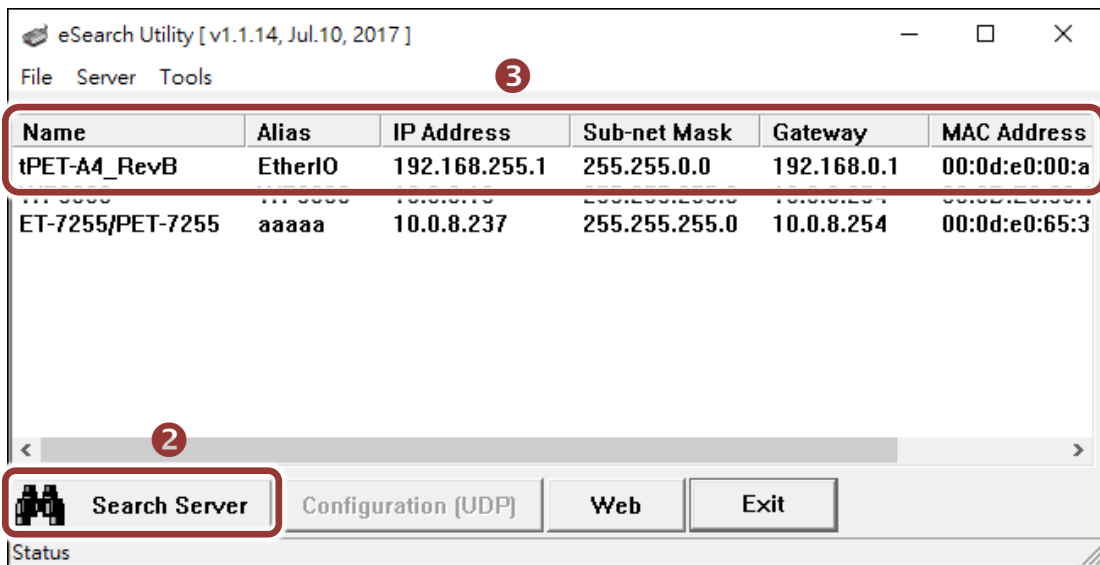 eSearch Utility [ v1.1.14, Jul.10, 2017 ]
File Server Tools
3
Name Alias IP Address Sub-net Mask Gateway MAC Address
tPET-A4_RevB EtherIO 192.168.255.1 255.255.0.0 192.168.0.1 00:0d:e0:00:a
ET-7255/PET-7255 aaaaa 10.0.8.237 255.255.255.0 10.0.8.254 00:0d:e0:65:3
2
Search Server Configuration (UDP) Web Exit
Status